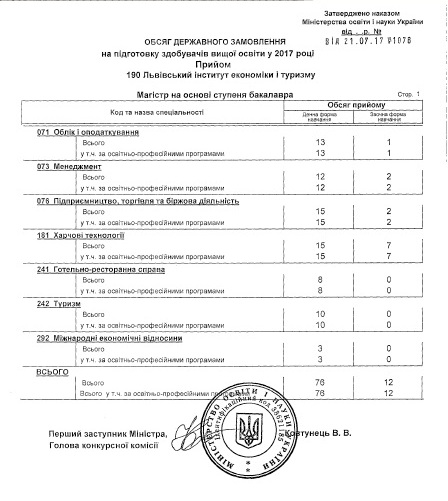 Затверджено наказом
Міністерства освіти і науки України
від . .р. №
ВІД 21.07.17 №1078
ОБСЯГ ДЕРЖАВНОГО ЗАМОВЛЕННЯ
на підготовку здобувачів вищої освіти у 2017 році
Прийом
190 Львівський інститут економіки і туризму
Магістр на основі ступеня бакалавра
Стор. 1
Код та назва спеціальності
Обсяг прийому
Денна форма навчання
Заочна форма навчання
071 Облік і оподаткування
Всього 13 1
у т.ч. за освітньо-професійними програмами 13 1
073 Менеджмент
Всього 12 2
у т.ч. за освітньо-професійними програмами 12 2
076 Підприємництво, торгівля та біржова діяльність
Всього 15 2
у т.ч. за освітньо-професійними програмами 15 2
181 Харчові технології
Всього 15 7
у т.ч. за освітньо-професійними програмами 15 7
241 Готельно-ресторанна справа
Всього 8 0
у т.ч. за освітньо-професійними програмами 8 0
242 Туризм
Всього 10 0
у т.ч. за освітньо-професійними програмами 10 0
292 Міжнародні економічні відносини
Всього 3 0
у т.ч. за освітньо-професійними програмами 3 0
ВСЬОГО
Всього 76 12
Всього у т.ч. за освітньо-професійними 76 12
Перший заступник Міністра,
Голова конкурсної комісії
Ковтунець В. В.
МІНІСТЕРСТВО ОСВІТИ І НАУКИ УКРАЇНИ
Ідентифікаційний код 38621185